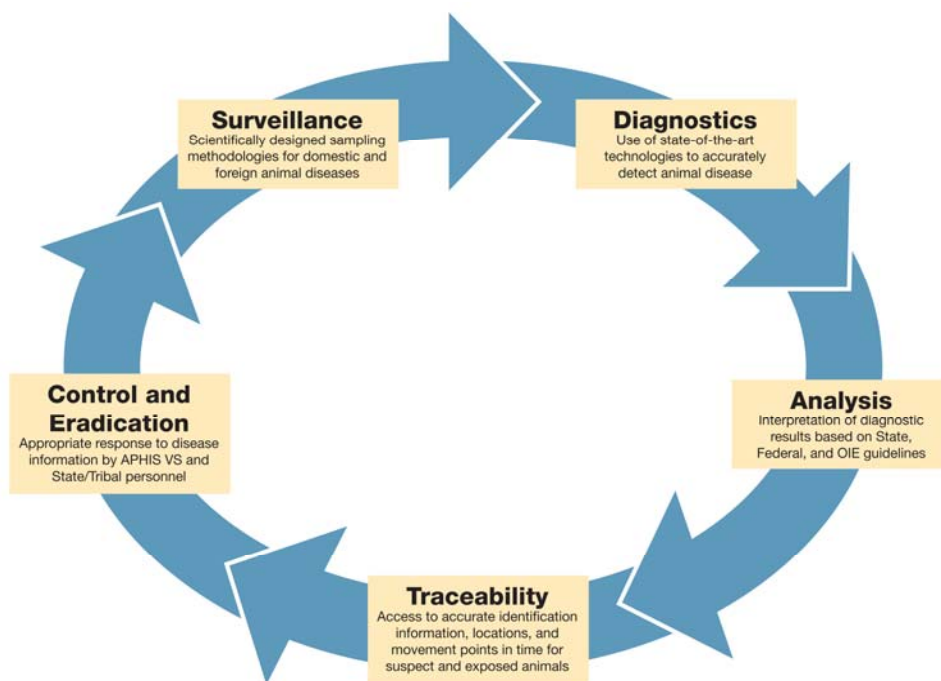 Surveillance
Scientifically designed sampling
methodologies for domestic and
foreign animal diseases
Diagnostics
Use of state-of-the-art
technologies to accurately
detect animal disease
Analysis
Interpretation of diagnostic
results based on State,
Federal, and OIE guidelines
Traceability
Access to accurate identification
information, locations, and
movement points in time for
suspect and exposed animals
Control and
Eradication
Appropriate response to disease
information by APHIS VS and
State/Tribal personnel